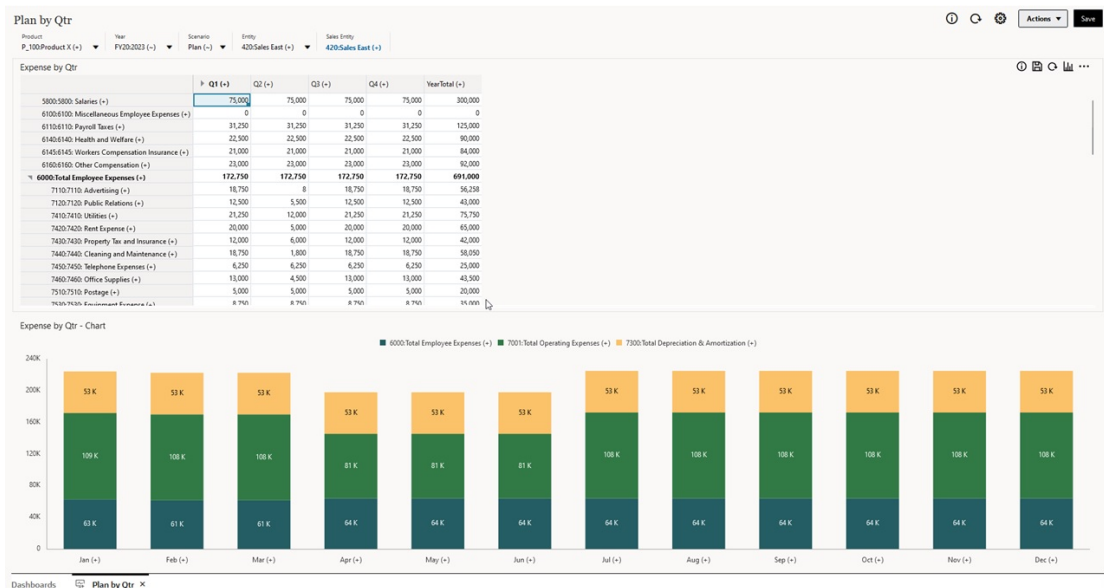 Plan by Qtr
Actions ▼ Save
Product Year Scenario Entity Sales Entity
P_100:Product X (+) ▼ FY20:2023 (~) ▼ Plan (~) ▼ 420:Sales East (+) ▼ 420:Sales East (+)
Expense by Qtr
Q1 (+) Q2 (+) Q3 (+) Q4 (+) YearTotal (+)
5800:5800: Salaries (+) 75,000 75,000 75,000 75,000 300,000
6100:6100: Miscellaneous Employee Expenses (+) 0 0 0 0 0
6110:6110: Payroll Taxes (+) 31,250 31,250 31,250 31,250 125,000
6140:6140: Health and Welfare (+) 22,500 22,500 22,500 22,500 90,000
6145:6145: Workers Compensation Insurance (+) 21,000 21,000 21,000 21,000 84,000
6160:6160: Other Compensation (+) 23,000 23,000 23,000 23,000 92,000
6000:Total Employee Expenses (+) 172,750 172,750 172,750 172,750 691,000
7110:7110: Advertising (+) 18,750 8 18,750 18,750 56,258
7120:7120: Public Relations (+) 12,500 5,500 12,500 12,500 43,000
7410:7410: Utilities (+) 21,250 12,000 21,250 21,250 75,750
7420:7420: Rent Expense (+) 20,000 5,000 20,000 20,000 65,000
7430:7430: Property Tax and Insurance (+) 12,000 6,000 12,000 12,000 42,000
7440:7440: Cleaning and Maintenance (+) 18,750 1,800 18,750 18,750 58,050
7450:7450: Telephone Expenses (+) 6,250 6,250 6,250 6,250 25,000
7460:7460: Office Supplies (+) 13,000 4,500 13,000 13,000 43,500
7510:7510: Postage (+) 5,000 5,000 5,000 5,000 20,000
7530:7530: Equipment Expense (+) 8,750 8,750 8,750 8,750 35,000
Expense by Qtr - Chart
6000:Total Employee Expenses (+) 7001:Total Operating Expenses (+) 7300:Total Depreciation & Amortization (+)
240K
200K
160K
120K
80K
40K
0
53 K 53 K 53 K 53 K 53 K 53 K 53 K 53 K 53 K 53 K 53 K 53 K
109 K 108 K 108 K 81 K 81 K 81 K 108 K 108 K 108 K 108 K 108 K 108 K
63 K 61 K 61 K 64 K 64 K 64 K 64 K 64 K 64 K 64 K 64 K 64 K
Jan (+) Feb (+) Mar (+) Apr (+) May (+) Jun (+) Jul (+) Aug (+) Sep (+) Oct (+) Nov (+) Dec (+)
Dashboards Plan by Qtr ×